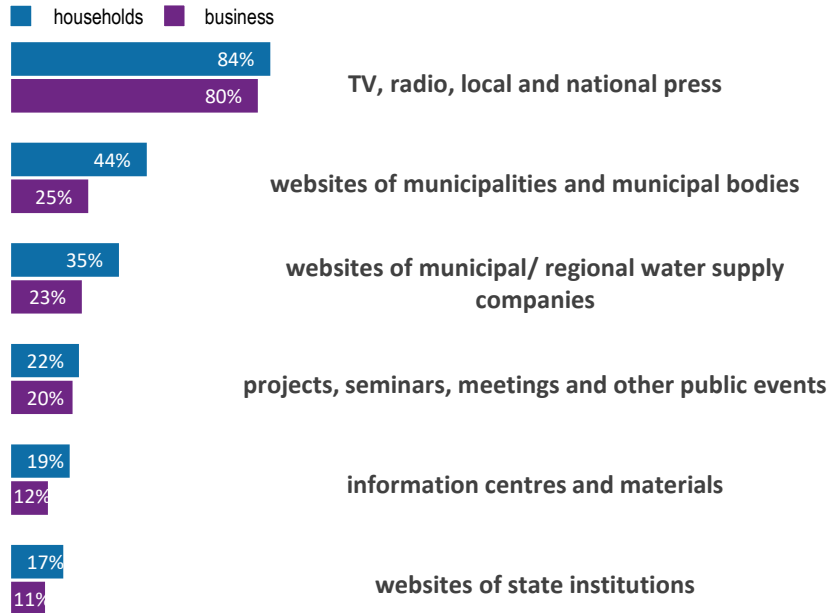 households business
84%
80%
TV, radio, local and national press
44%
25%
websites of municipalities and municipal bodies
35%
23%
websites of municipal/ regional water supply
companies
22%
20%
projects, seminars, meetings and other public events
19%
12%
information centres and materials
17%
11%
websites of state institutions